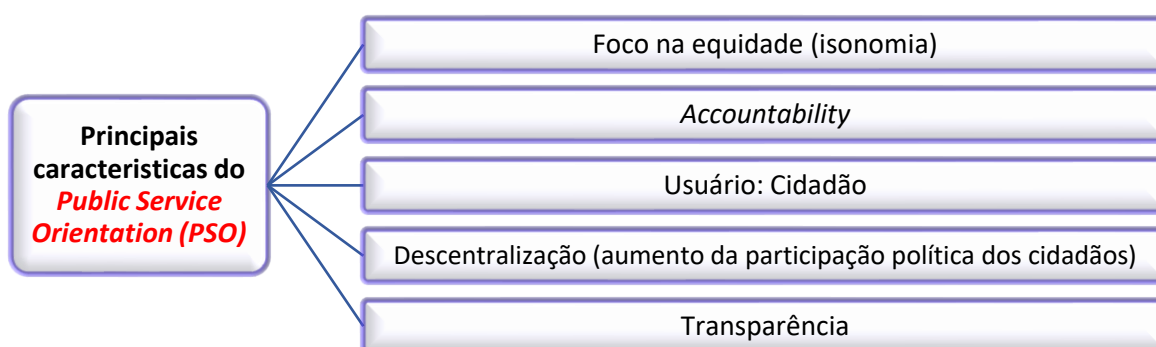 Principais
caracteristicas do
Public Service
Orientation (PSO)
Foco na equidade (isonomia)
Accountability
Usuário: Cidadão
Descentralização (aumento da participação política dos cidadãos)
Transparência